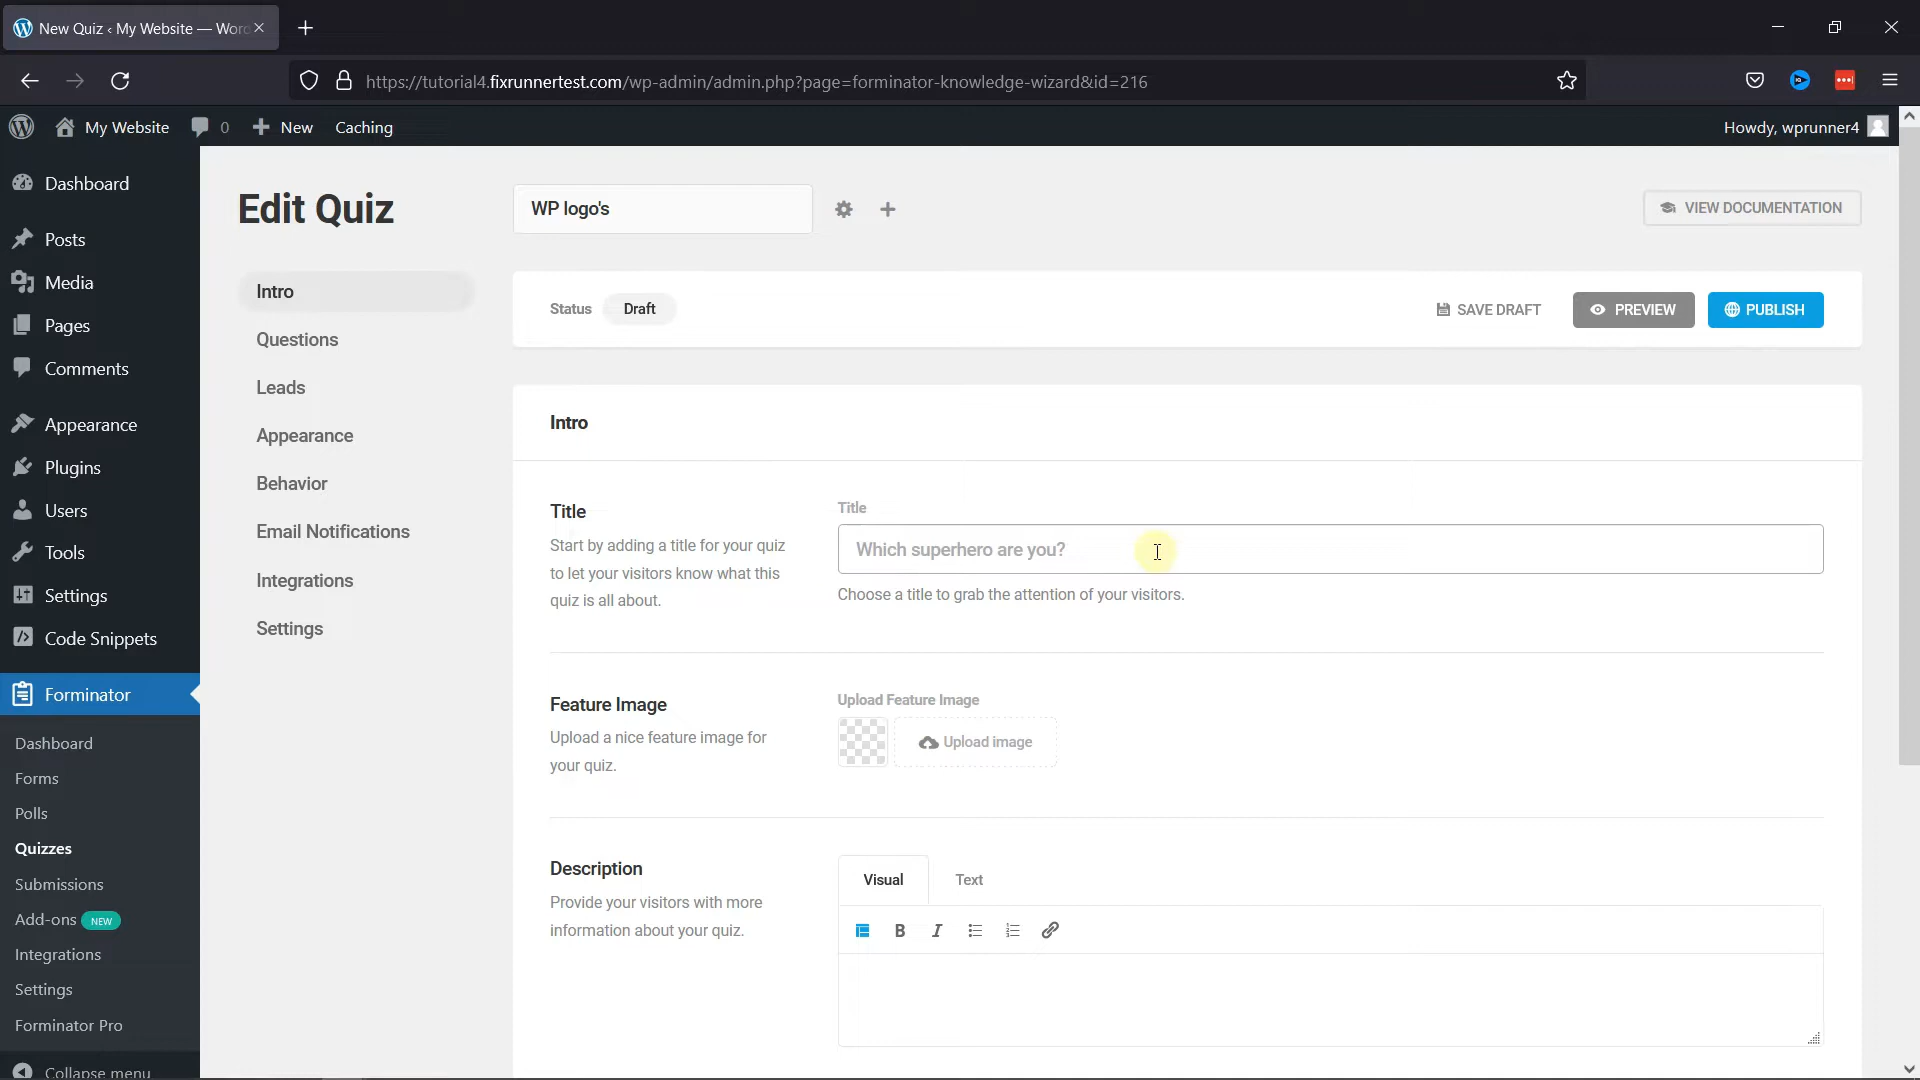 New Quiz ‹ My Website — Word
https://tutorial4.fixrunnertest.com/wp-admin/admin.php?page=forminator-knowledge-wizard&id=216
My Website
0
New
Caching
Howdy, wprunner4
Dashboard
Posts
Media
Pages
Comments
Appearance
Plugins
Users
Tools
Settings
Code Snippets
Forminator
Dashboard
Forms
Polls
Quizzes
Submissions
Add-ons NEW
Integrations
Settings
Forminator Pro
Collapse menu
Edit Quiz
WP logo's
VIEW DOCUMENTATION
Intro
Questions
Leads
Appearance
Behavior
Email Notifications
Integrations
Settings
Status Draft
SAVE DRAFT
PREVIEW
PUBLISH
Intro
Title
Start by adding a title for your quiz
to let your visitors know what this
quiz is all about.
Title
Which superhero are you?
Choose a title to grab the attention of your visitors.
Feature Image
Upload a nice feature image for
your quiz.
Upload Feature Image
Upload image
Description
Provide your visitors with more
information about your quiz.
Visual
Text
B
I